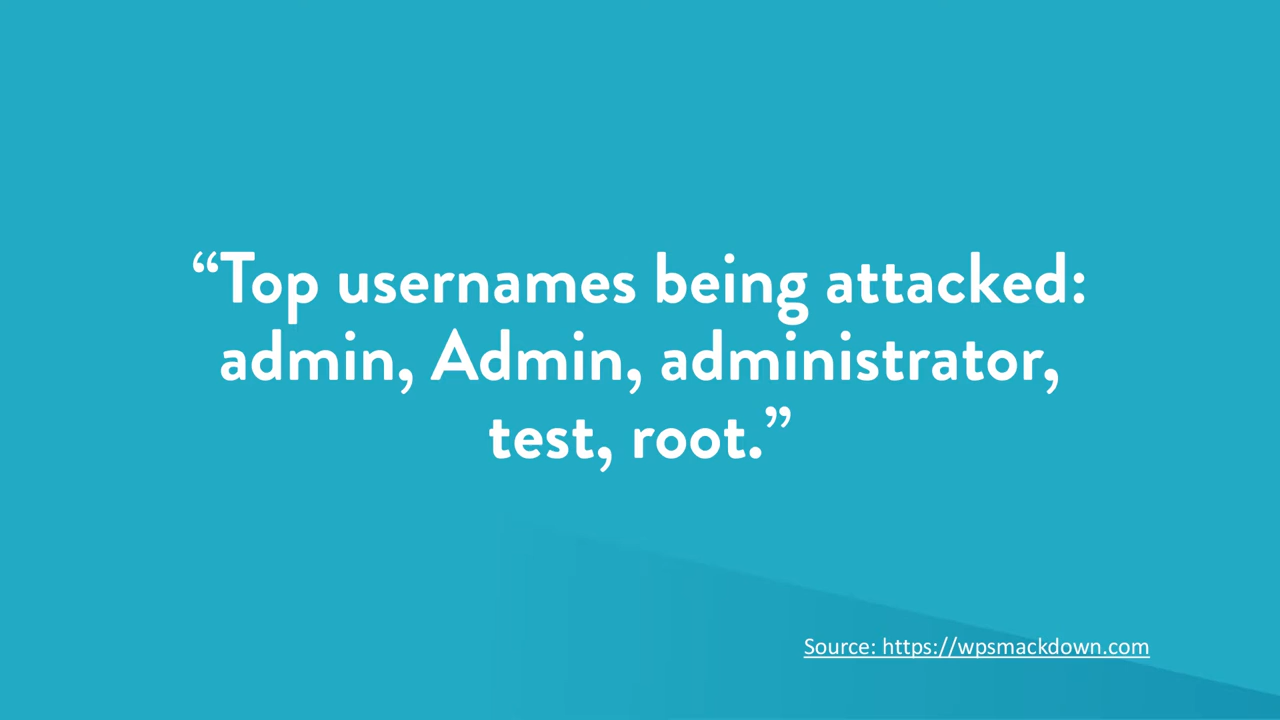 “Top usernames being attacked:
admin, Admin, administrator,
test, root.”
Source: https://wpsmackdown.com